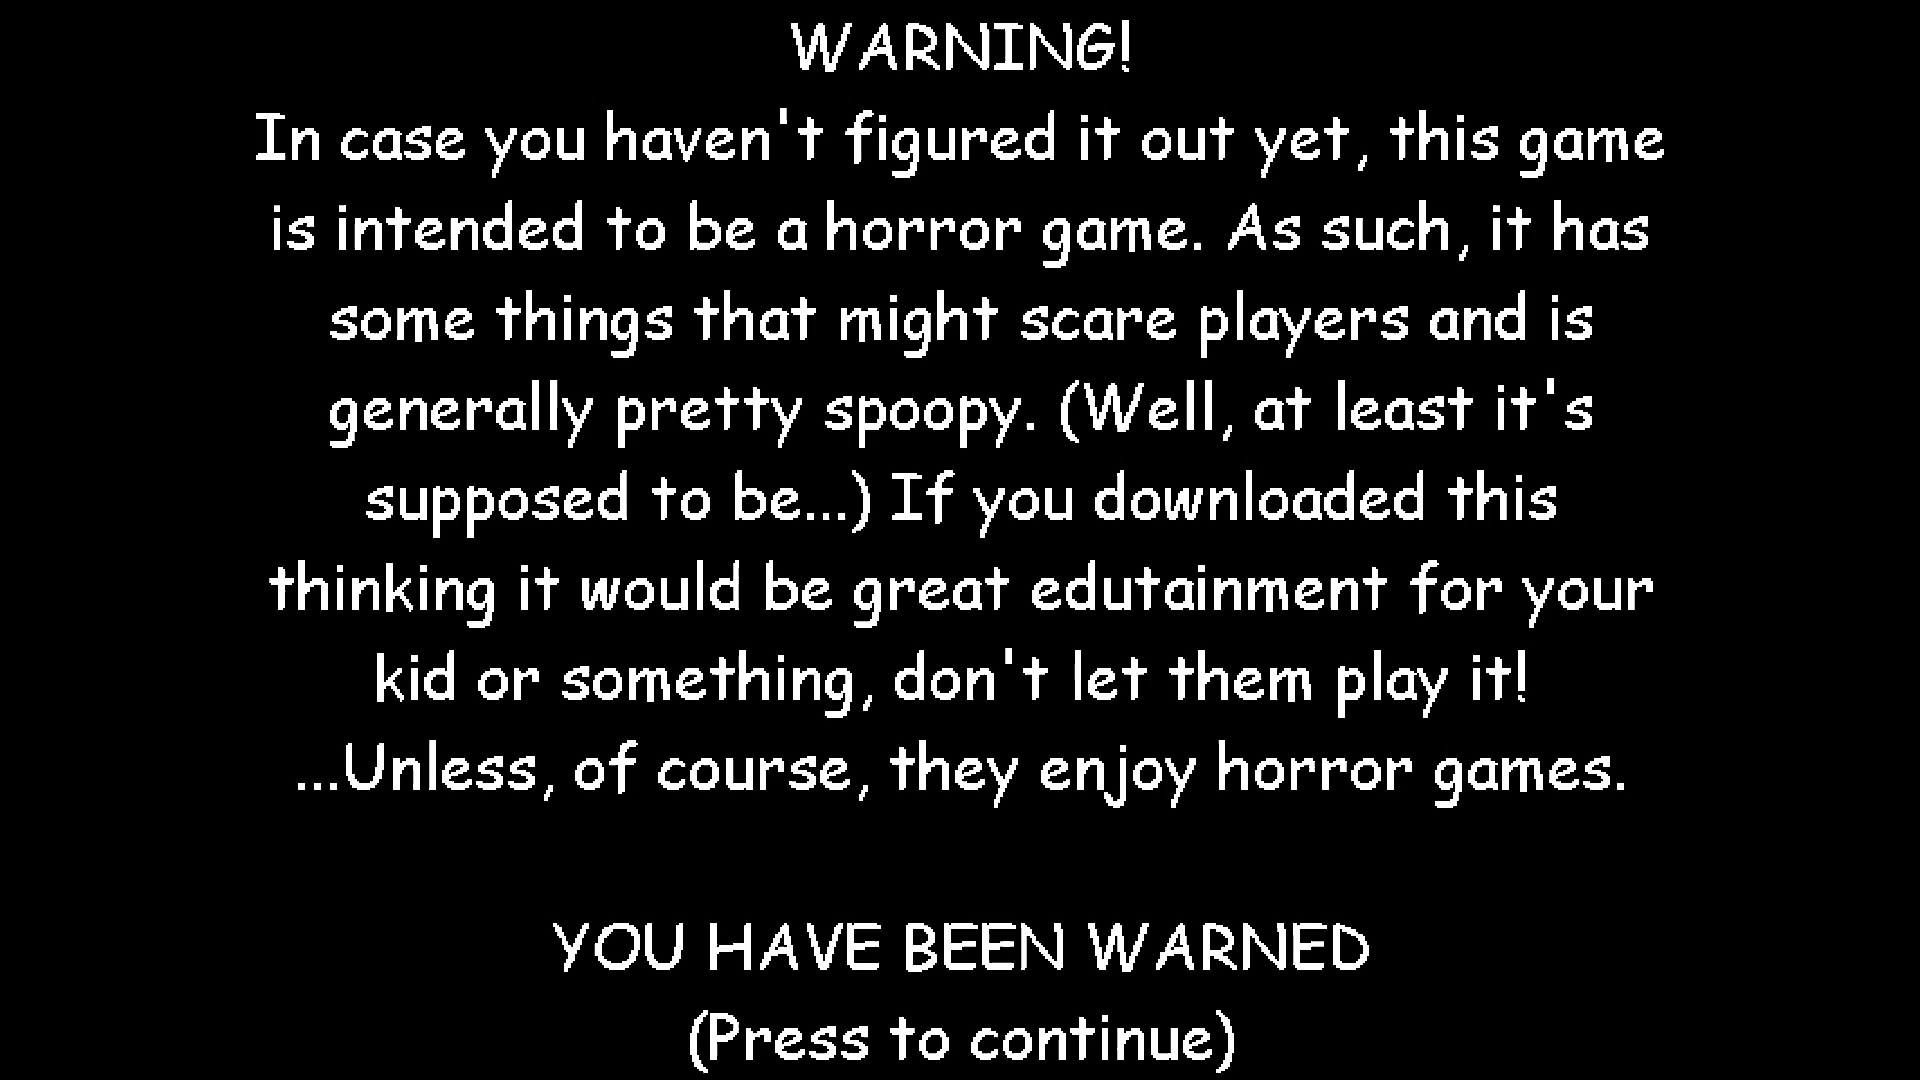 WARNING!
In case you haven't figured it out yet, this game
is intended to be a horror game. As such, it has
some things that might scare players and is
generally pretty spoopy. (Well, at least it's
supposed to be...) If you downloaded this
thinking it would be great edutainment for your
kid or something, don't let them play it!
...Unless, of course, they enjoy horror games.
YOU HAVE BEEN WARNED
(Press to continue)